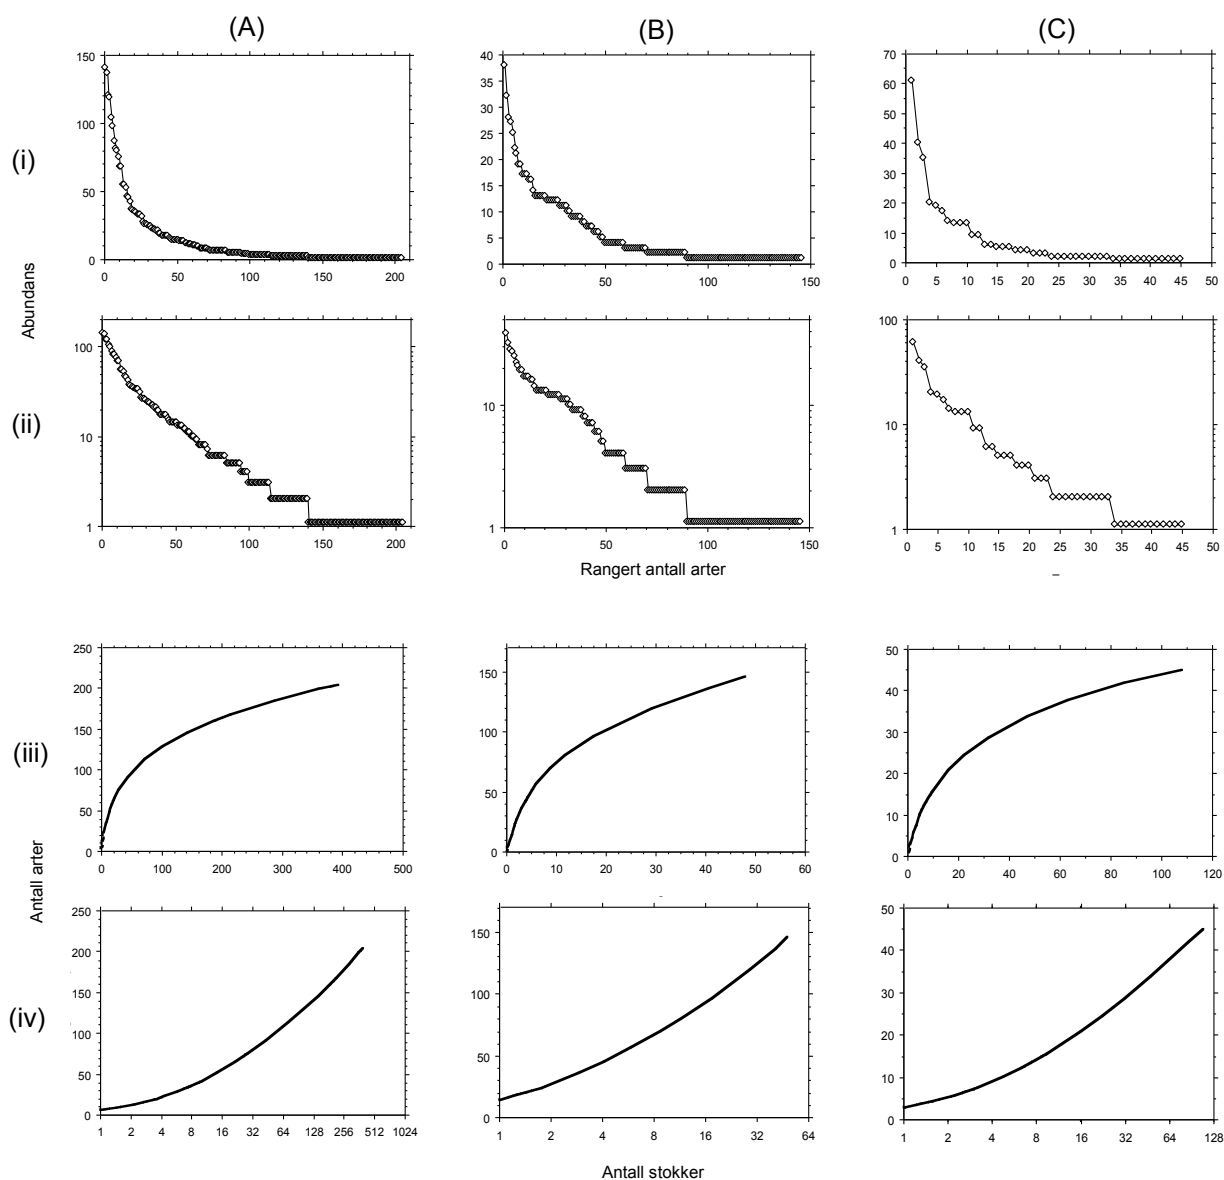 (A) (B) (C)
(i)
150
100
50
0
0 50 100 150 200
40
35
30
25
20
15
10
5
0
0 50 100 150
70
60
50
40
30
20
10
0
0 5 10 15 20 25 30 35 40 45 50
Abundans
(ii)
100
10
1
0 50 100 150 200
10
1
0 50 100 150
100
10
1
0 5 10 15 20 25 30 35 40 45 50
Rangert antall arter
(iii)
250
200
150
100
50
0
0 100 200 300 400 500
150
100
50
0
0 10 20 30 40 50 60
50
40
30
20
10
0
0 20 40 60 80 100 120
Antall arter
(iv)
250
200
150
100
50
0
1 2 4 8 16 32 64 128 256 512 1024
150
100
50
0
1 2 4 8 16 32 64
50
40
30
20
10
0
1 2 4 8 16 32 64 128
Antall stokker